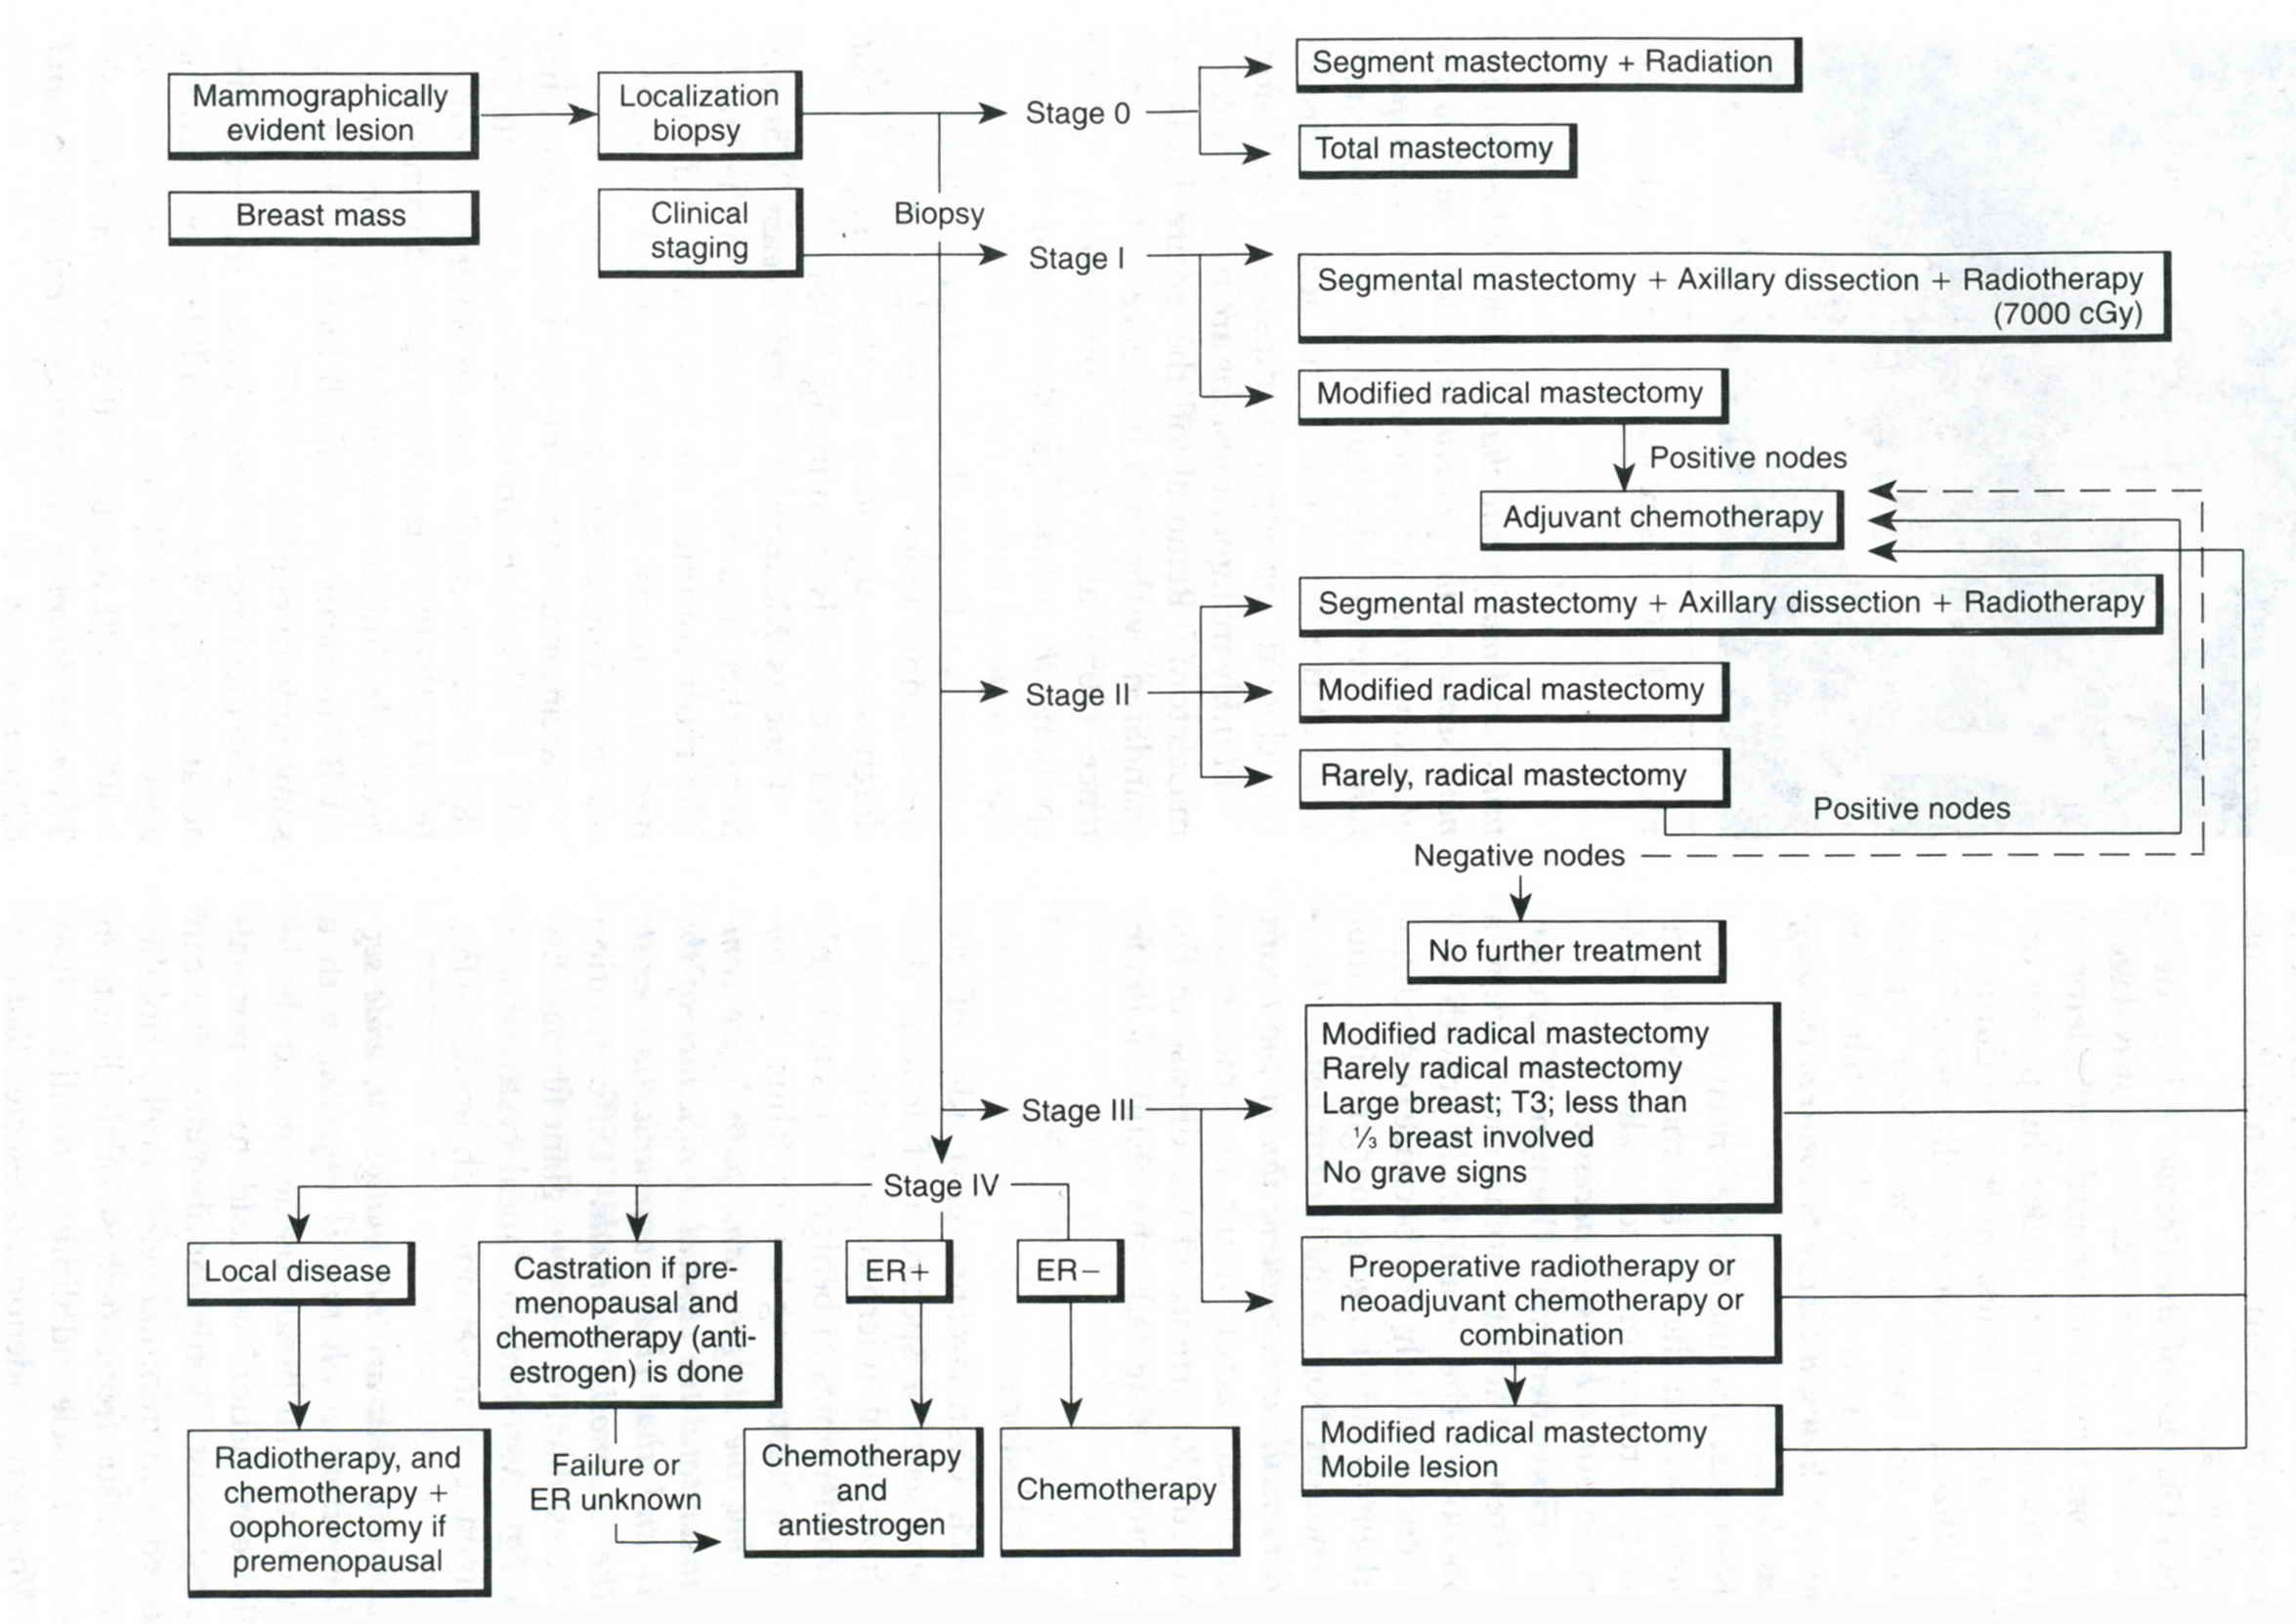 Mammographically
evident lesion
Localization
biopsy
Stage 0
Segment mastectomy + Radiation
Total mastectomy
Breast mass
Clinical
staging
Biopsy
Stage I
Segmental mastectomy + Axillary dissection + Radiotherapy
(7000 cGy)
Modified radical mastectomy
Positive nodes
Adjuvant chemotherapy
Stage II
Segmental mastectomy + Axillary dissection + Radiotherapy
Modified radical mastectomy
Rarely, radical mastectomy
Positive nodes
Negative nodes
No further treatment
Stage III
Modified radical mastectomy
Rarely radical mastectomy
Large breast; T3; less than
⅓ breast involved
No grave signs
Preoperative radiotherapy or
neoadjuvant chemotherapy or
combination
Modified radical mastectomy
Mobile lesion
Stage IV
Local disease
Castration if pre-
menopausal and
chemotherapy (anti-
estrogen) is done
ER+
ER−
Radiotherapy, and
chemotherapy +
oophorectomy if
premenopausal
Failure or
ER unknown
Chemotherapy
and
antiestrogen
Chemotherapy